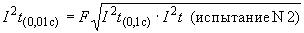 I²t(0,01c) = F√I²t(0,1c) · I²t (испытание N 2)